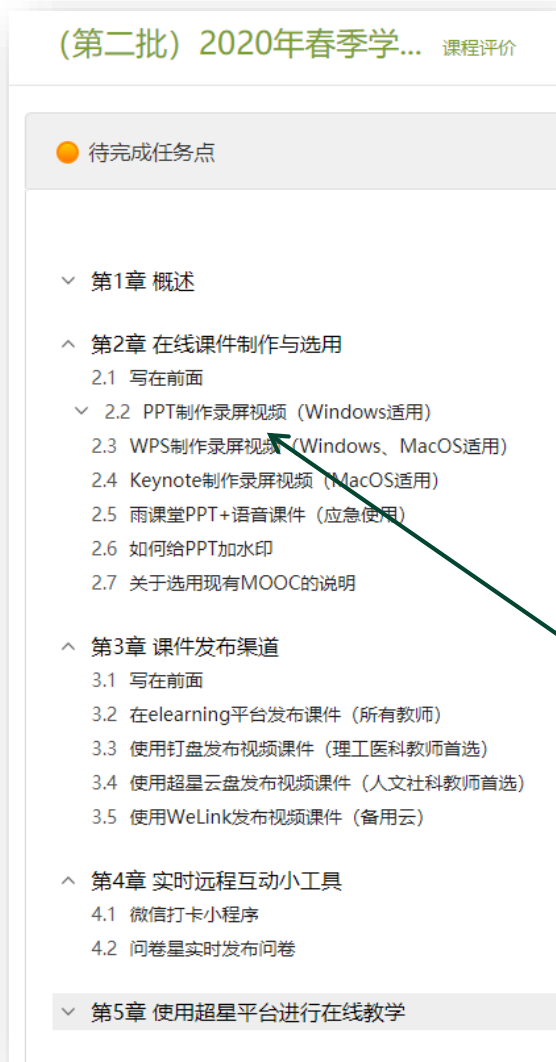 （第二批）2020年春季学... 课程评价
待完成任务点
第1章 概述
第2章 在线课件制作与选用
2.1 写在前面
2.2 PPT制作录屏视频（Windows适用）
2.3 WPS制作录屏视频（Windows、MacOS适用）
2.4 Keynote制作录屏视频（MacOS适用）
2.5 雨课堂PPT+语音课件（应急使用）
2.6 如何给PPT加水印
2.7 关于选用现有MOOC的说明
第3章 课件发布渠道
3.1 写在前面
3.2 在elearning平台发布课件（所有教师）
3.3 使用钉盘发布视频课件（理工医科教师首选）
3.4 使用超星云盘发布视频课件（人文社科教师首选）
3.5 使用WeLink发布视频课件（备用云）
第4章 实时远程互动小工具
4.1 微信打卡小程序
4.2 问卷星实时发布问卷
第5章 使用超星平台进行在线教学